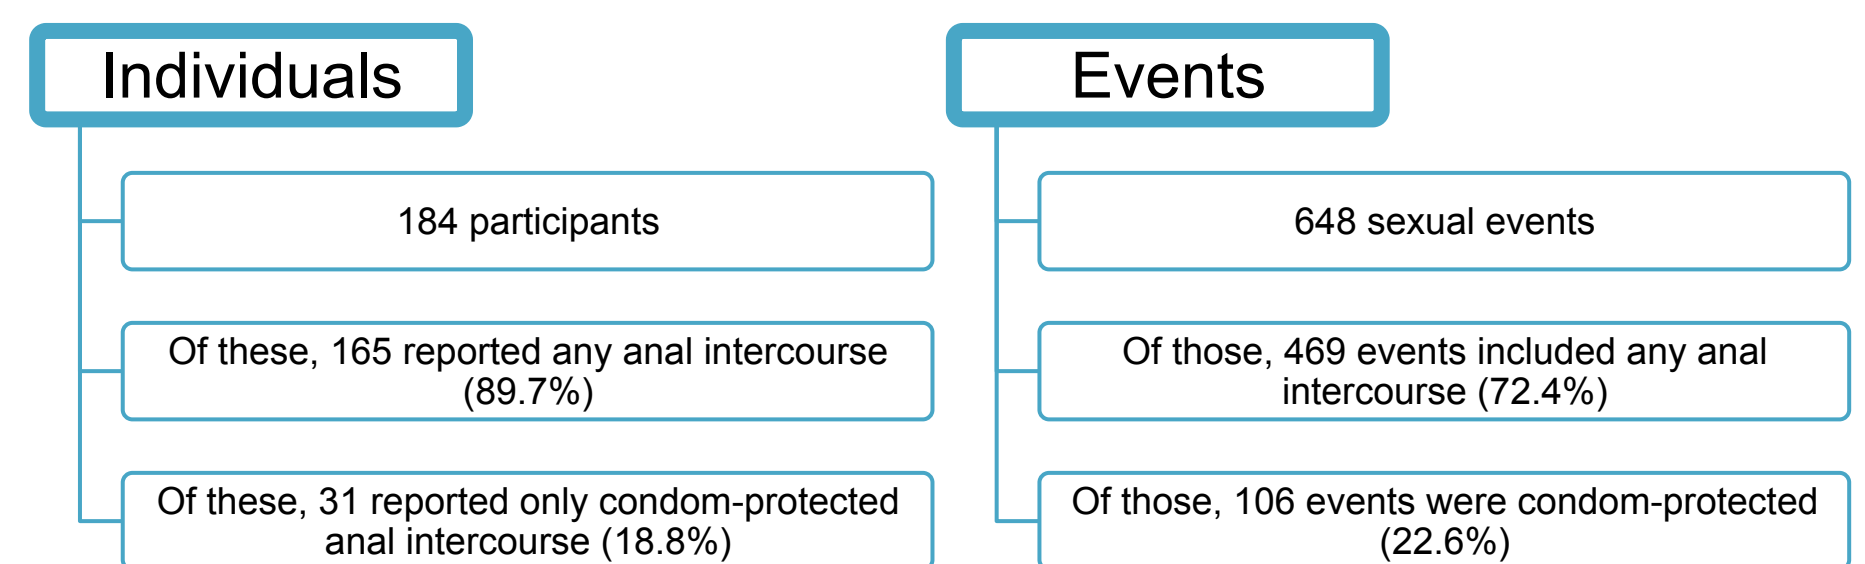 Individuals
184 participants
Of these, 165 reported any anal intercourse
(89.7%)
Of these, 31 reported only condom-protected
anal intercourse (18.8%)
Events
648 sexual events
Of those, 469 events included any anal
intercourse (72.4%)
Of those, 106 events were condom-protected
(22.6%)